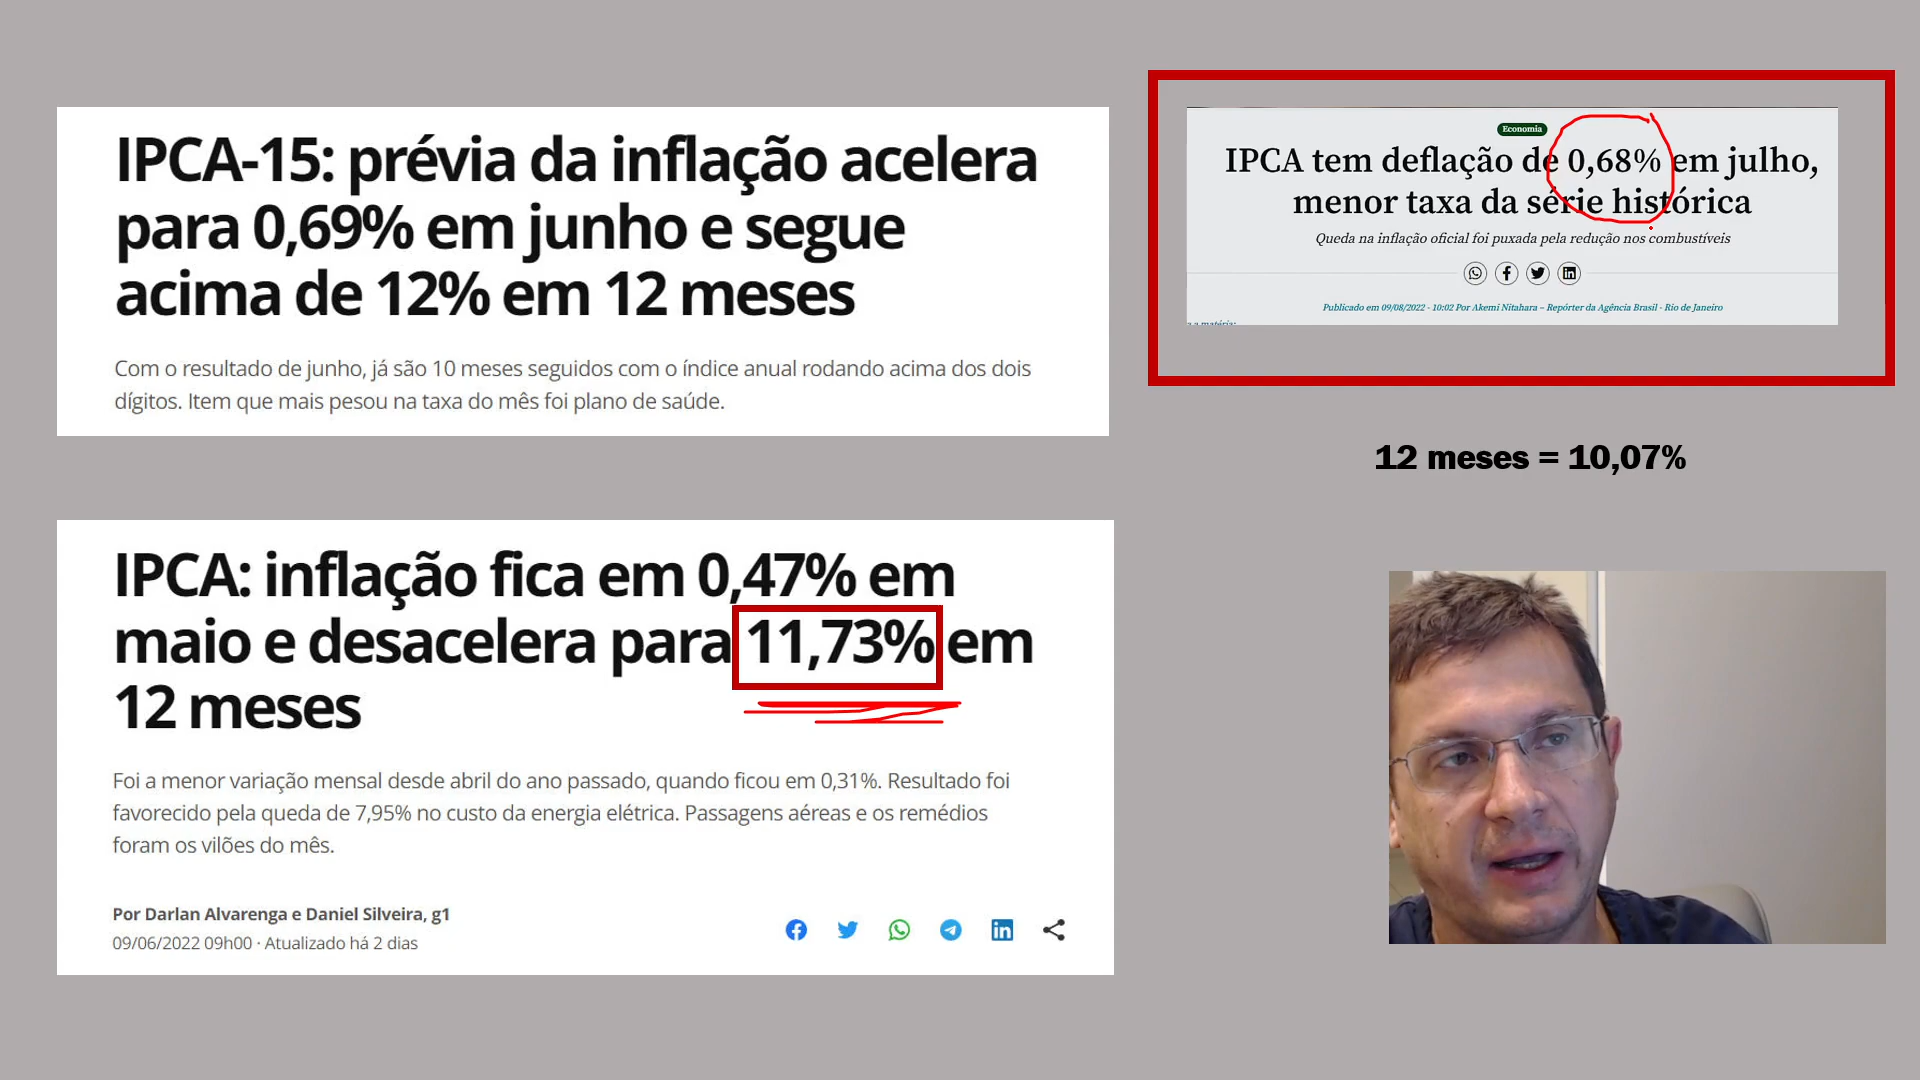 IPCA-15: prévia da inflação acelera
para 0,69% em junho e segue
acima de 12% em 12 meses
Com o resultado de junho, já são 10 meses seguidos com o índice anual rodando acima dos dois
dígitos. Item que mais pesou na taxa do mês foi plano de saúde.
Economia
IPCA tem deflação de 0,68% em julho,
menor taxa da série histórica
Queda na inflação oficial foi puxada pela redução nos combustíveis
Publicado em 09/08/2022 - 10:02 Por Akemi Nitahara – Repórter da Agência Brasil - Rio de Janeiro
a matéria:
12 meses = 10,07%
IPCA: inflação fica em 0,47% em
maio e desacelera para 11,73% em
12 meses
Foi a menor variação mensal desde abril do ano passado, quando ficou em 0,31%. Resultado foi
favorecido pela queda de 7,95% no custo da energia elétrica. Passagens aéreas e os remédios
foram os vilões do mês.
Por Darlan Alvarenga e Daniel Silveira, g1
09/06/2022 09h00 · Atualizado há 2 dias